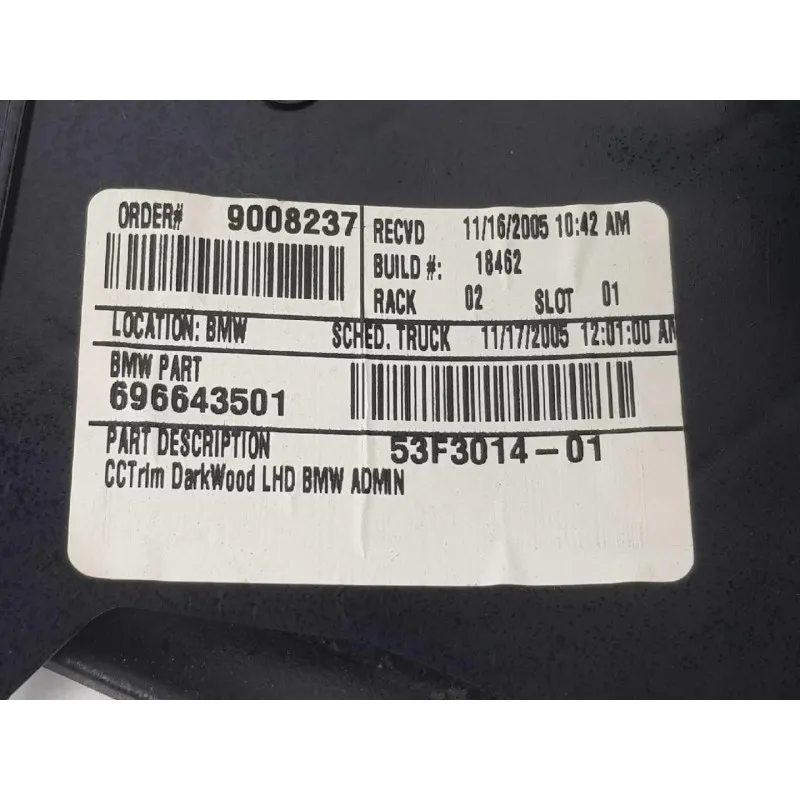 ORDER# 9008237
RECVD 11/16/2005 10:42 AM
BUILD #: 18462
RACK 02 SLOT 01
LOCATION: BMW SCHED. TRUCK 11/17/2005 12:01:00 AM
BMW PART
696643501
PART DESCRIPTION 53F3014-01
CCTrim DarkWood LHD BMW ADMIN